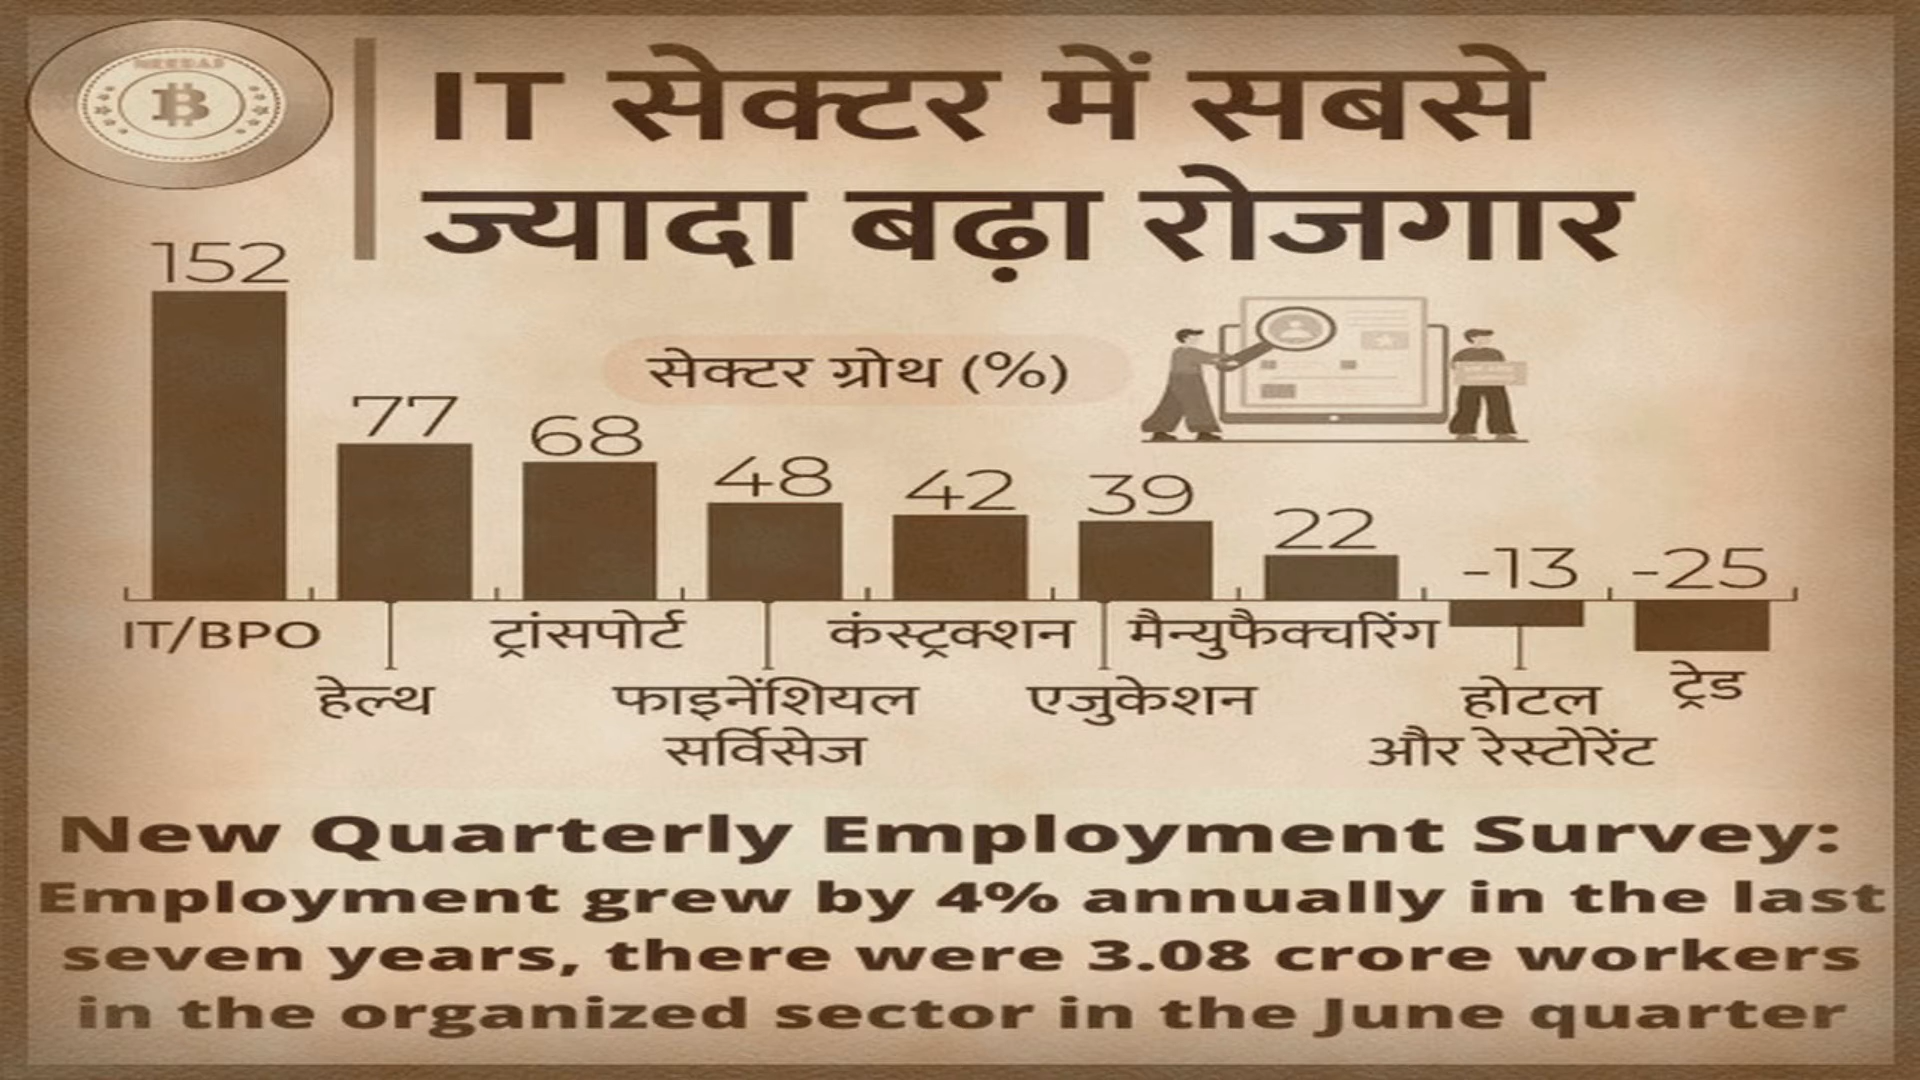 IT सेक्टर में सबसे
ज्यादा बढ़ा रोजगार
सेक्टर ग्रोथ (%)
152
77
68
48
42
39
22
-13
-25
IT/BPO
हेल्थ
ट्रांसपोर्ट
फाइनेंशियल
सर्विसेज
कंस्ट्रक्शन
एजुकेशन
मैन्युफैक्चरिंग
होटल
और रेस्टोरेंट
ट्रेड
New Quarterly Employment Survey:
Employment grew by 4% annually in the last
seven years, there were 3.08 crore workers
in the organized sector in the June quarter